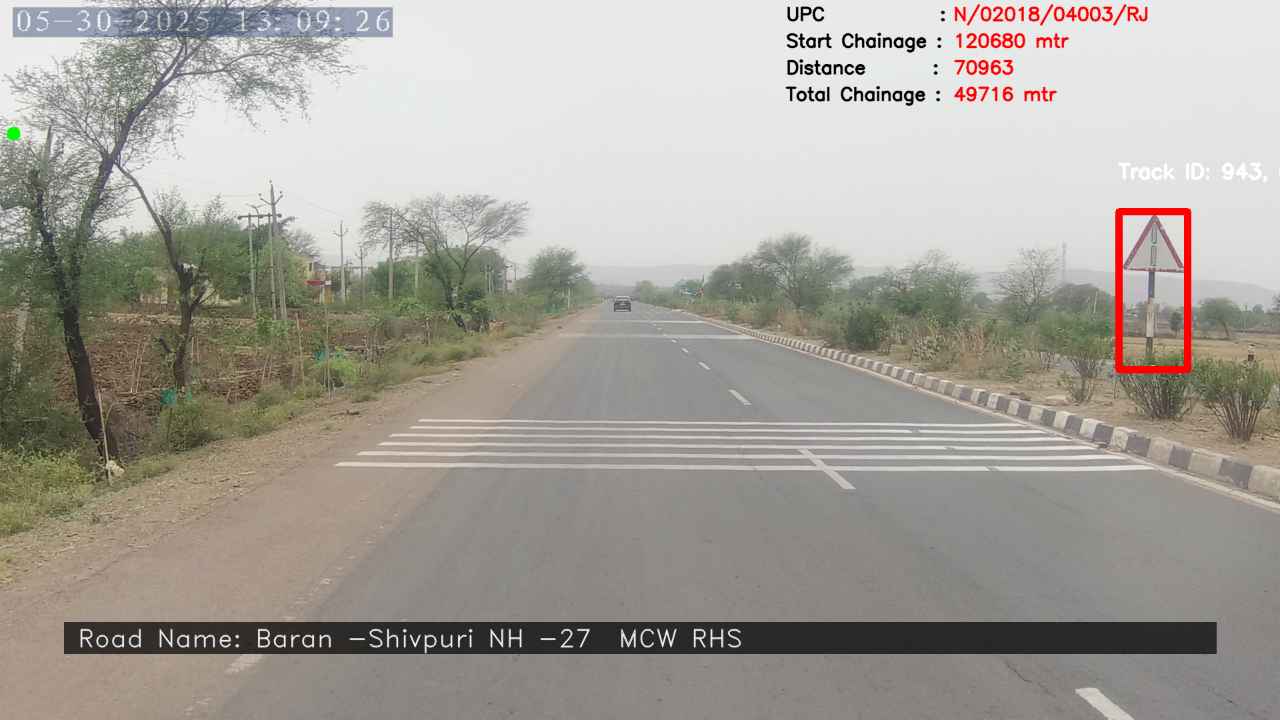 05-30-2025 13:09:26
UPC : N/02018/04003/RJ
Start Chainage : 120680 mtr
Distance : 70963
Total Chainage : 49716 mtr
Track ID: 943,
Road Name: Baran -Shivpuri NH -27 MCW RHS